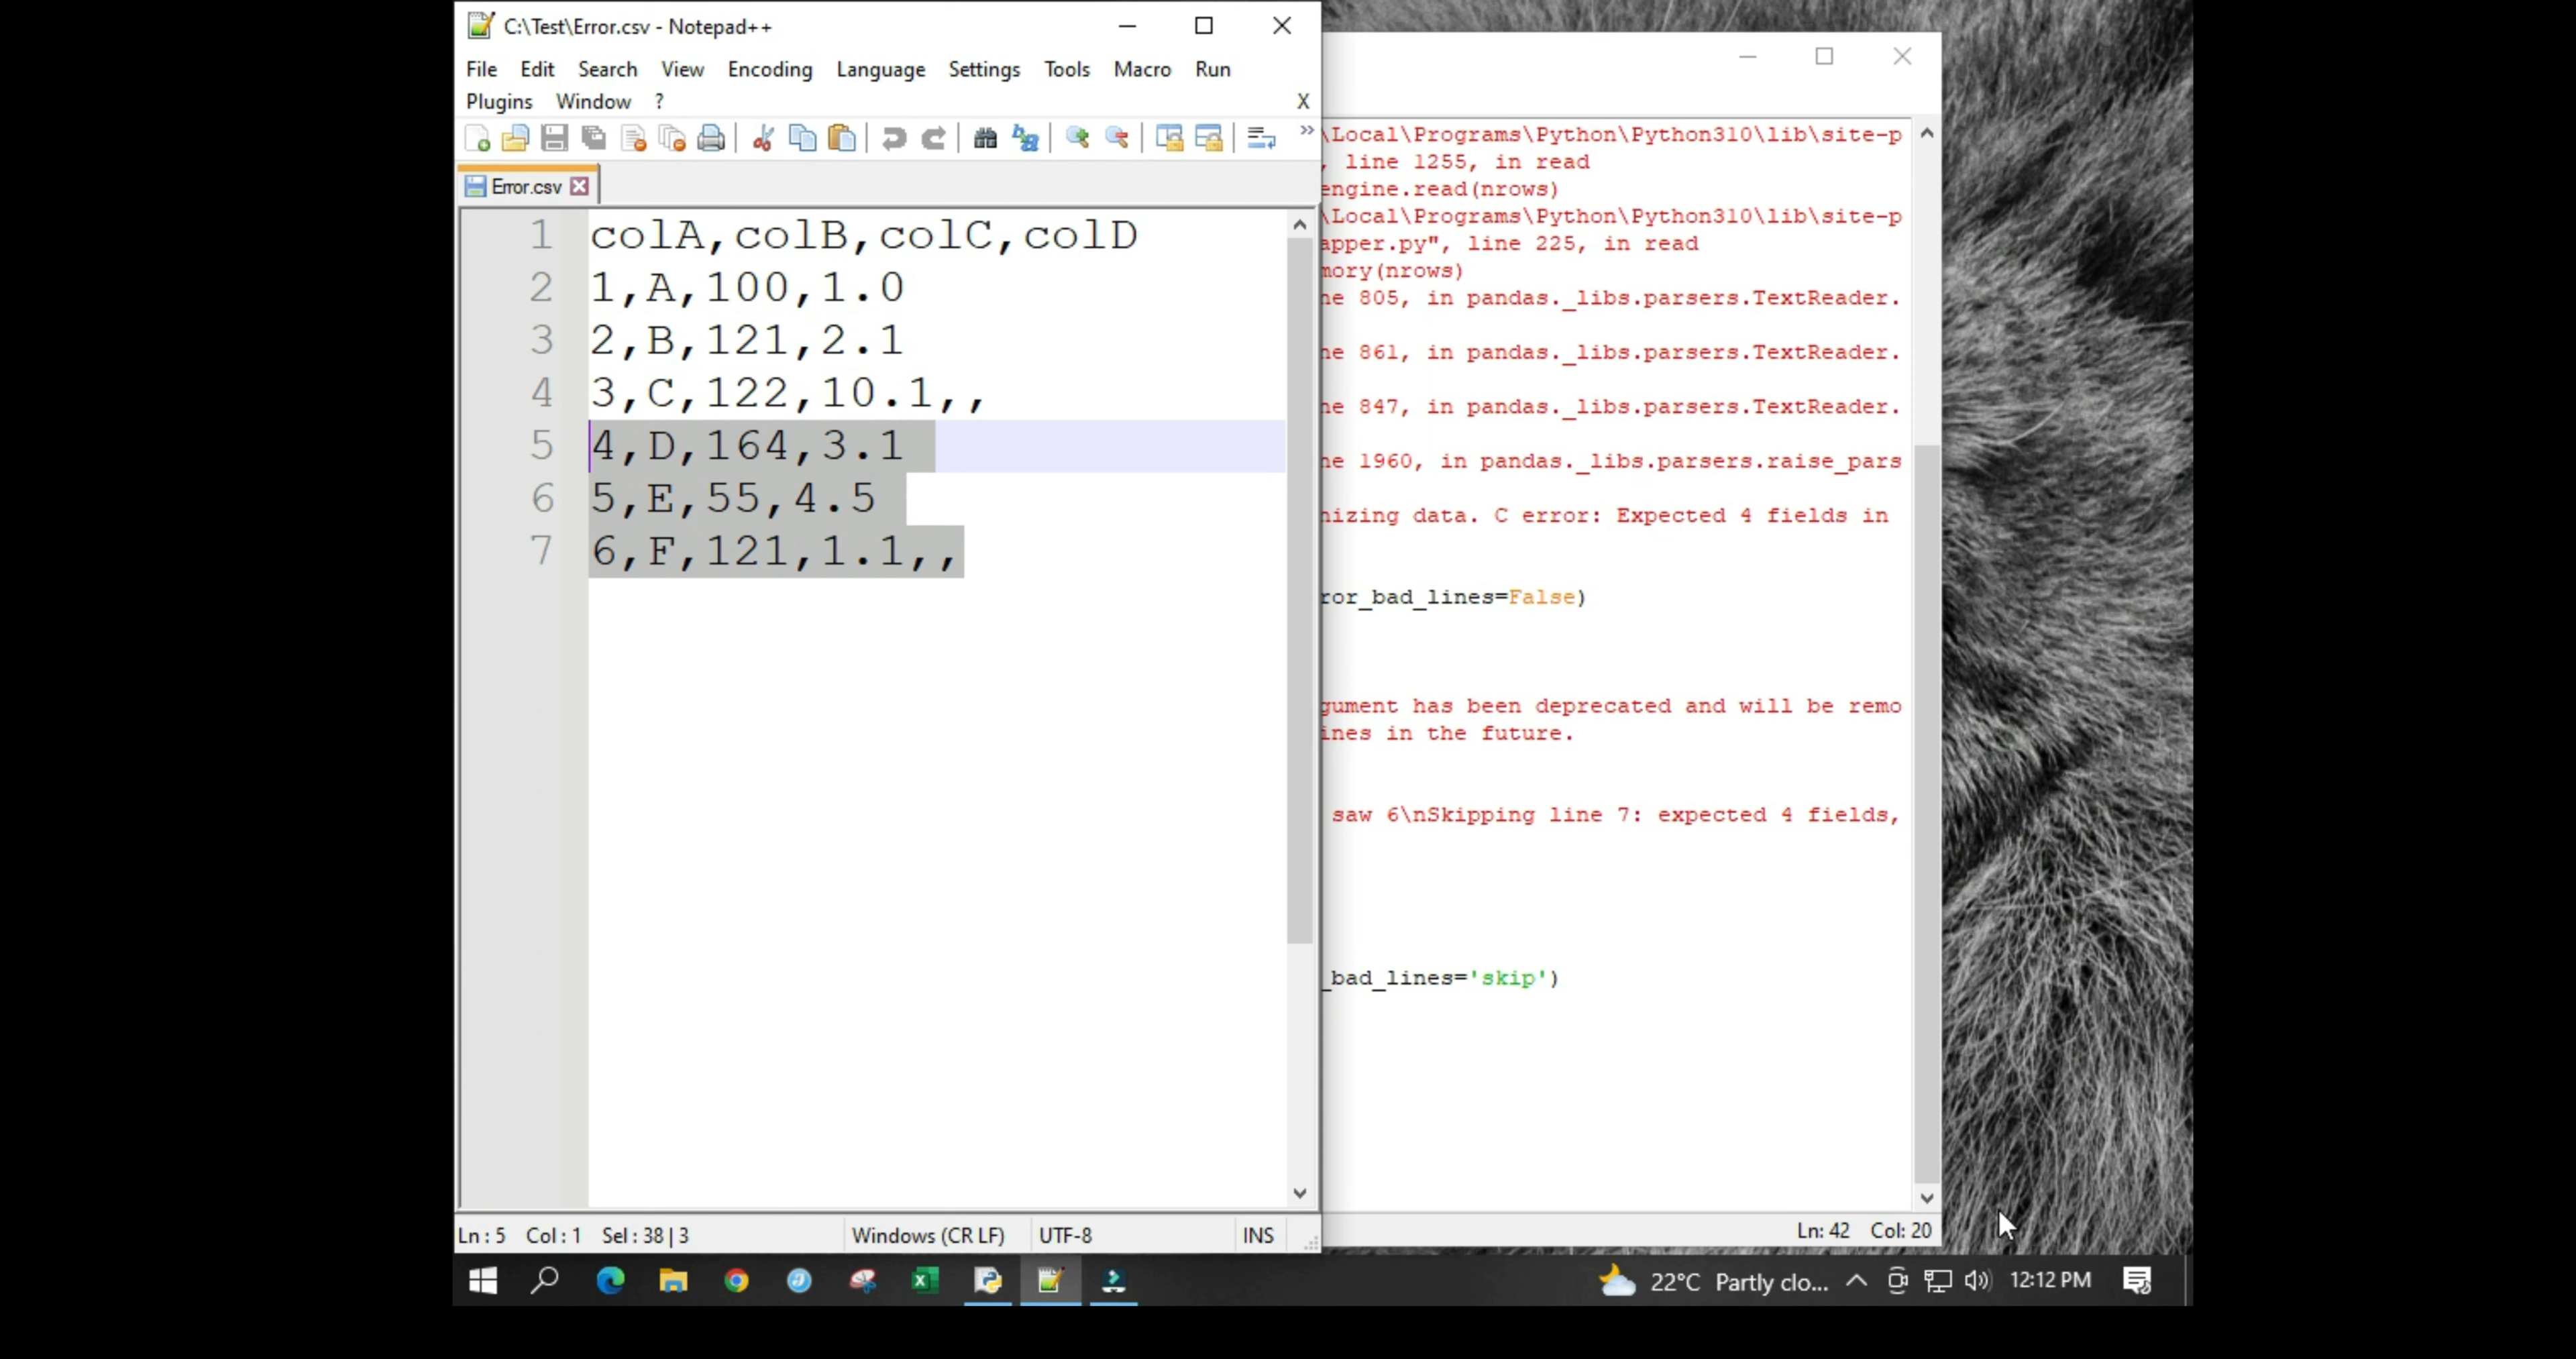 C:\Test\Error.csv - Notepad++
File Edit Search View Encoding Language Settings Tools Macro Run
Plugins Window ? X
Error.csv
1 colA,colB,colC,colD
2 1,A,100,1.0
3 2,B,121,2.1
4 3,C,122,10.1,,
5 4,D,164,3.1
6 5,E,55,4.5
7 6,F,121,1.1,,
Ln : 5 Col : 1 Sel : 38 | 3 Windows (CR LF) UTF-8 INS
\Local\Programs\Python\Python310\lib\site-p
, line 1255, in read
engine.read(nrows)
\Local\Programs\Python\Python310\lib\site-p
apper.py", line 225, in read
mory(nrows)
ne 805, in pandas._libs.parsers.TextReader.
ne 861, in pandas._libs.parsers.TextReader.
ne 847, in pandas._libs.parsers.TextReader.
ne 1960, in pandas._libs.parsers.raise_pars
nizing data. C error: Expected 4 fields in
ror_bad_lines=False)
gument has been deprecated and will be remo
ines in the future.
saw 6\nSkipping line 7: expected 4 fields,
_bad_lines='skip')
Ln: 42 Col: 20
22°C Partly clo... 12:12 PM